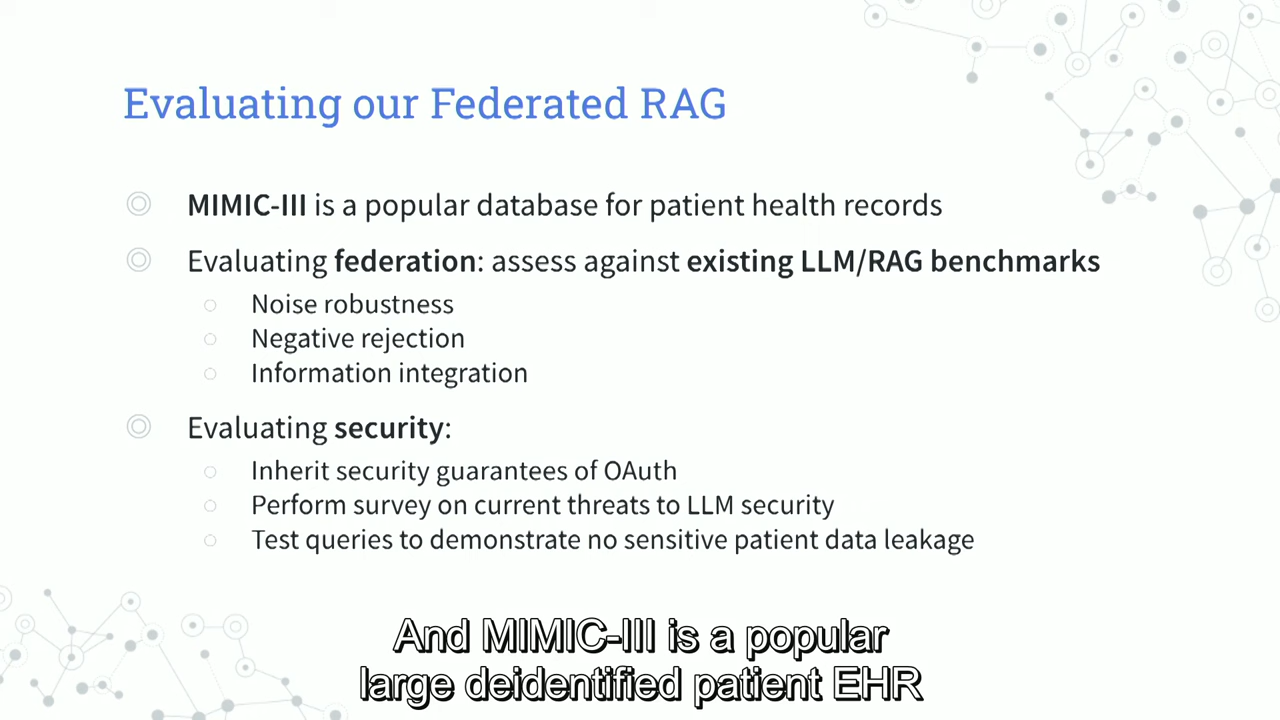 Evaluating our Federated RAG
MIMIC-III is a popular database for patient health records
Evaluating federation: assess against existing LLM/RAG benchmarks
Noise robustness
Negative rejection
Information integration
Evaluating security:
Inherit security guarantees of OAuth
Perform survey on current threats to LLM security
Test queries to demonstrate no sensitive patient data leakage
And MIMIC-III is a popular
large deidentified patient EHR